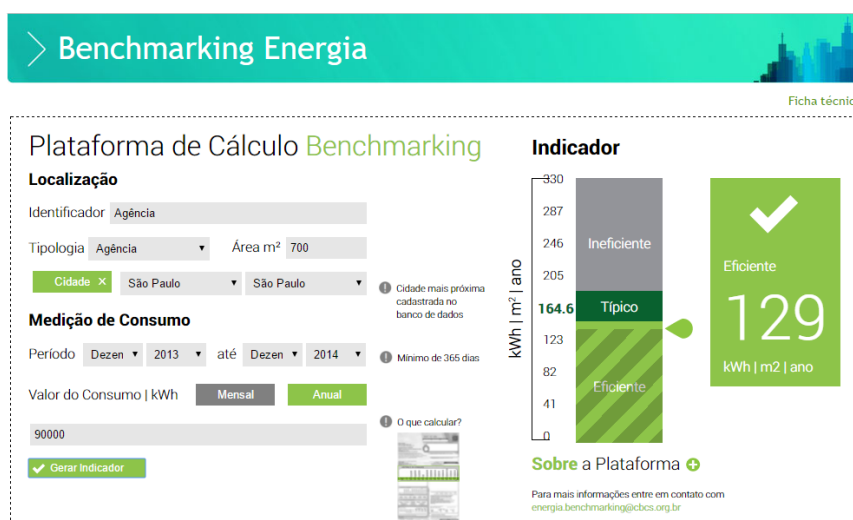 Benchmarking Energia
Ficha técnic
Plataforma de Cálculo Benchmarking
Localização
Identificador Agência
Tipologia Agência Área m² 700
Cidade × São Paulo São Paulo
Cidade mais próxima
cadastrada no
banco de dados
Medição de Consumo
Período Dezen 2013 até Dezen 2014
Mínimo de 365 dias
Valor do Consumo | kWh Mensal Anual
O que calcular?
90000
Gerar Indicador
Indicador
kWh | m² | ano
330
287
246
205
164.6
123
82
41
0
Ineficiente
Típico
Eficiente
Eficiente
129
kWh | m2 | ano
Sobre a Plataforma
Para mais informações entre em contato com
energia.benchmarking@cbcs.org.br